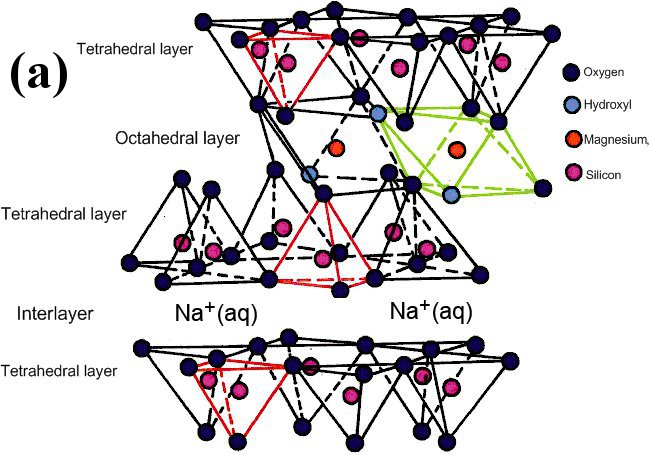 (a)
Tetrahedral layer
Octahedral layer
Tetrahedral layer
Interlayer
Na⁺(aq) Na⁺(aq)
Tetrahedral layer
Oxygen
Hydroxyl
Magnesium,
Silicon